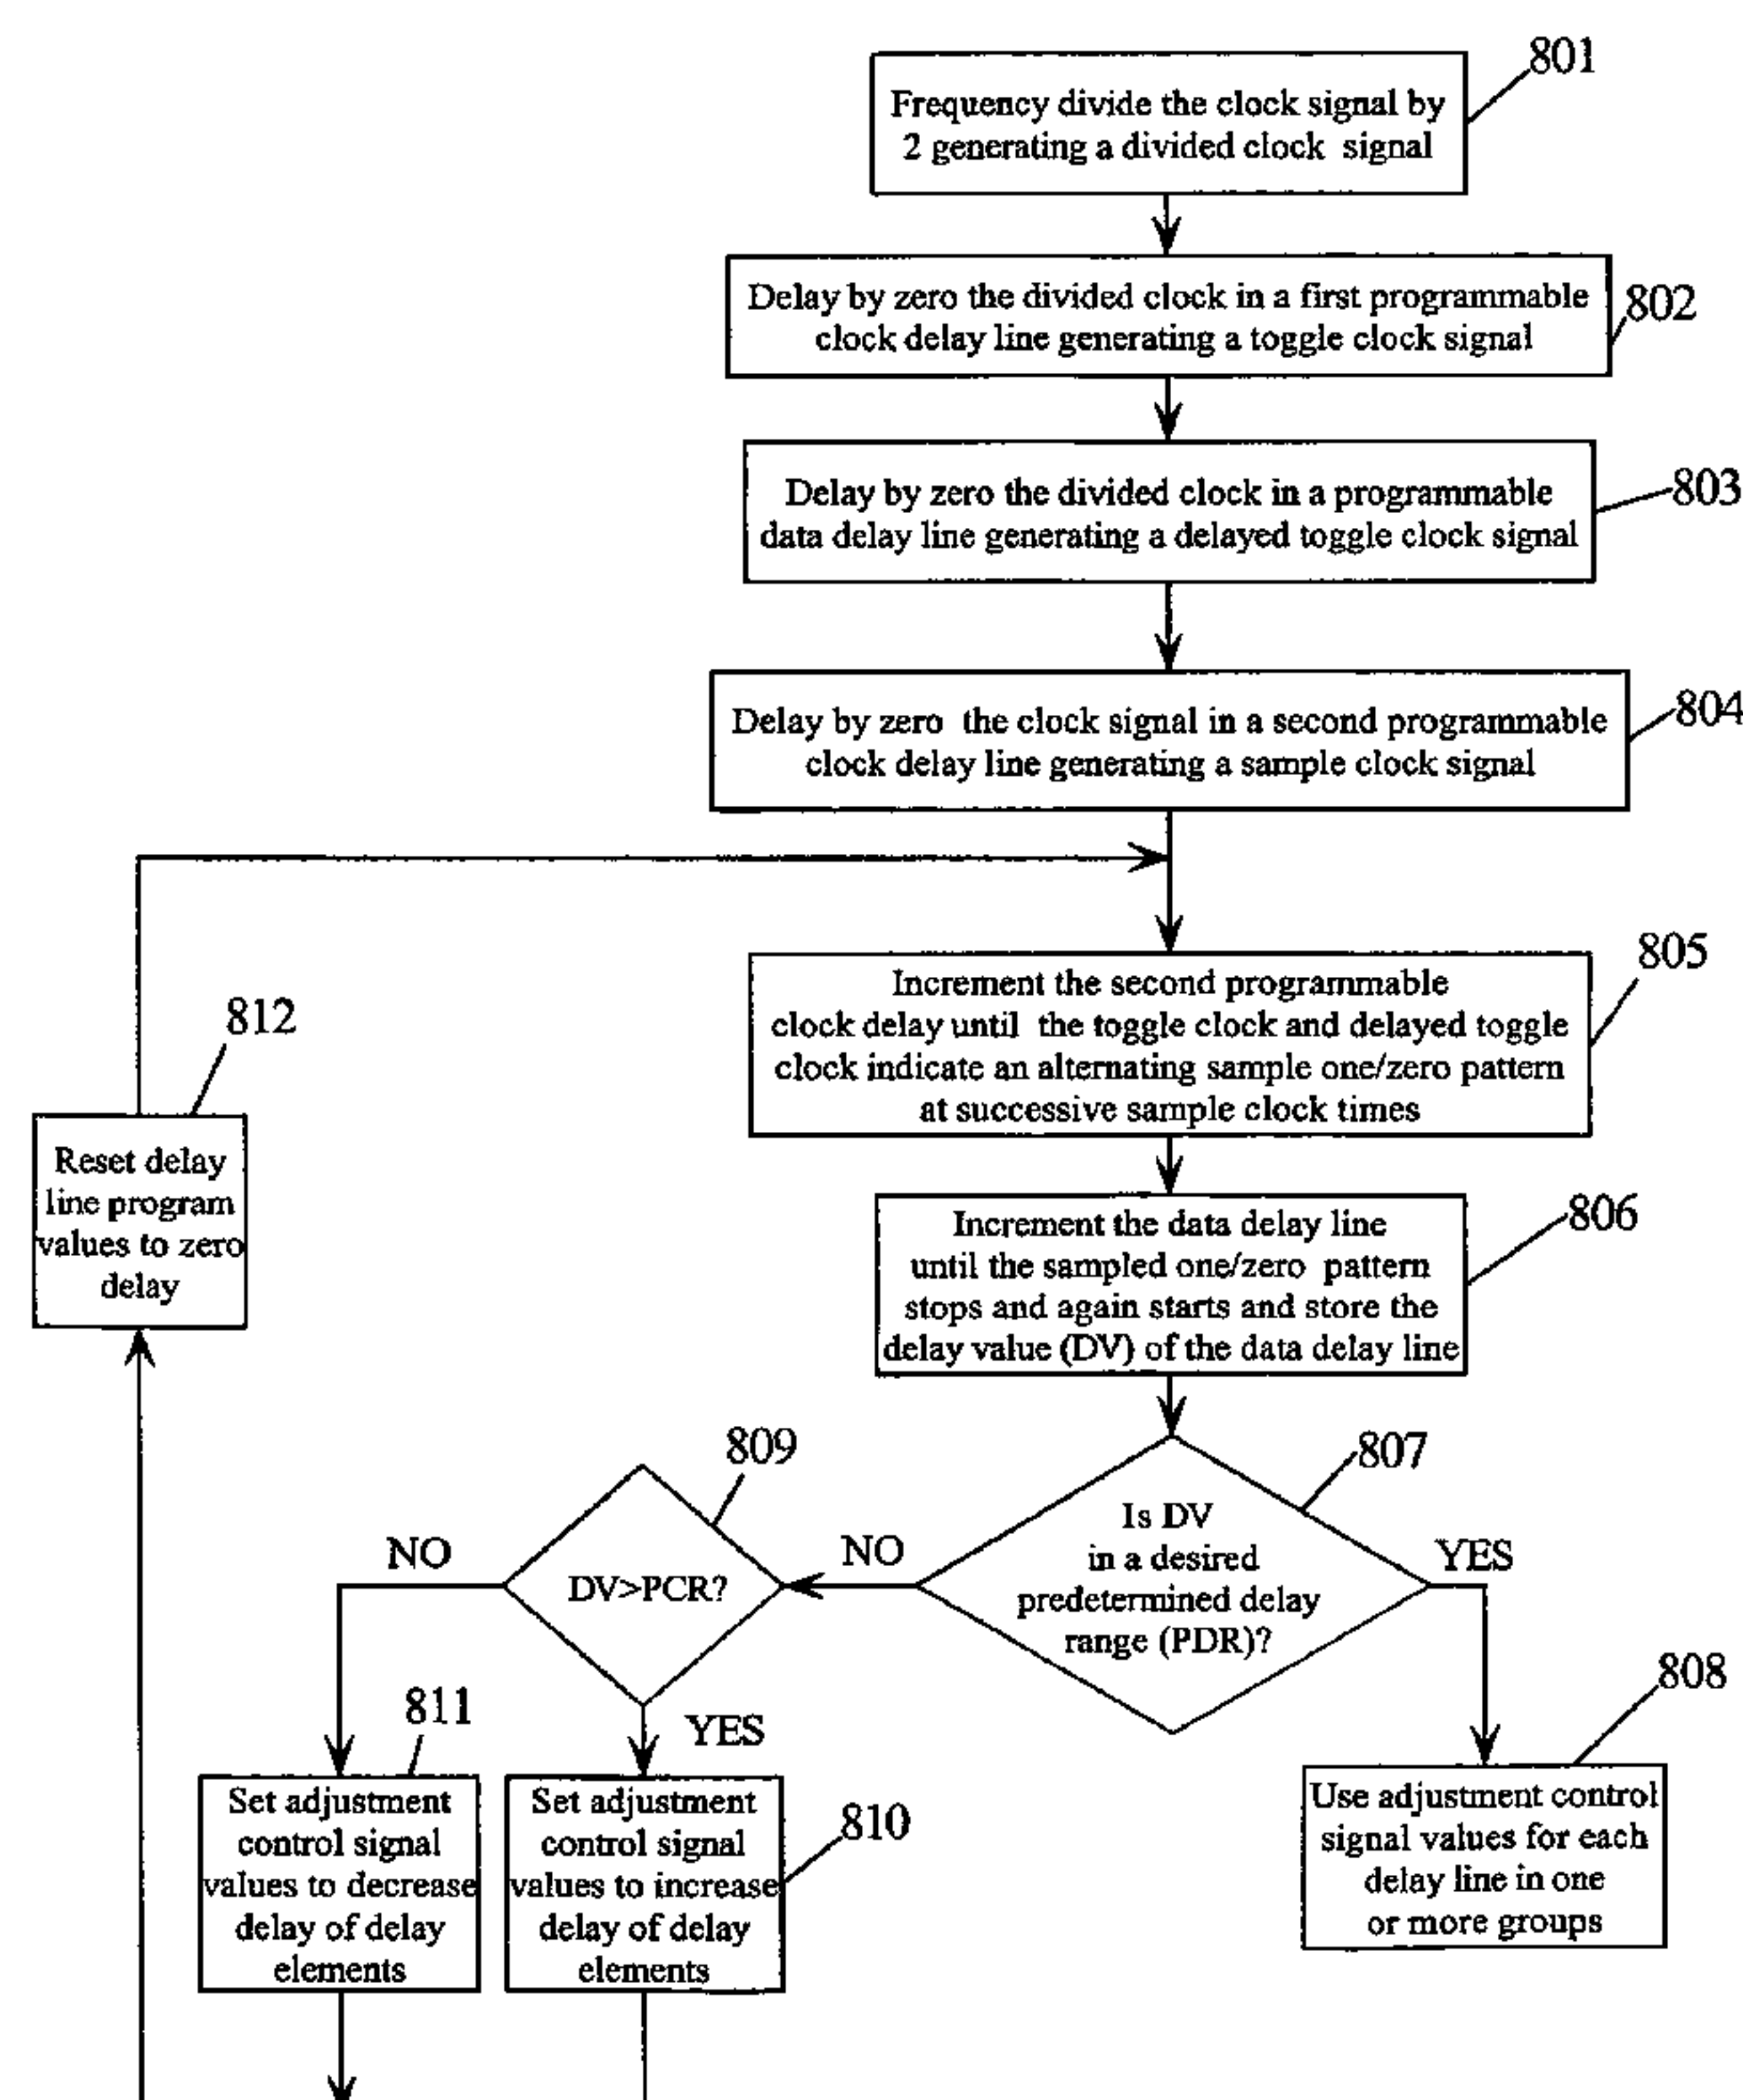 801
Frequency divide the clock signal by
2 generating a divided clock signal
802
Delay by zero the divided clock in a first programmable
clock delay line generating a toggle clock signal
803
Delay by zero the divided clock in a programmable
data delay line generating a delayed toggle clock signal
804
Delay by zero the clock signal in a second programmable
clock delay line generating a sample clock signal
805
Increment the second programmable
clock delay until the toggle clock and delayed toggle
clock indicate an alternating sample one/zero pattern
at successive sample clock times
812
Reset delay
line program
values to zero
delay
806
Increment the data delay line
until the sampled one/zero pattern
stops and again starts and store the
delay value (DV) of the data delay line
807
Is DV
in a desired
predetermined delay
range (PDR)?
YES
NO
809
DV>PCR?
NO
YES
808
Use adjustment control
signal values for each
delay line in one
or more groups
811
Set adjustment
control signal
values to decrease
delay of delay
elements
810
Set adjustment
control signal
values to increase
delay of delay
elements